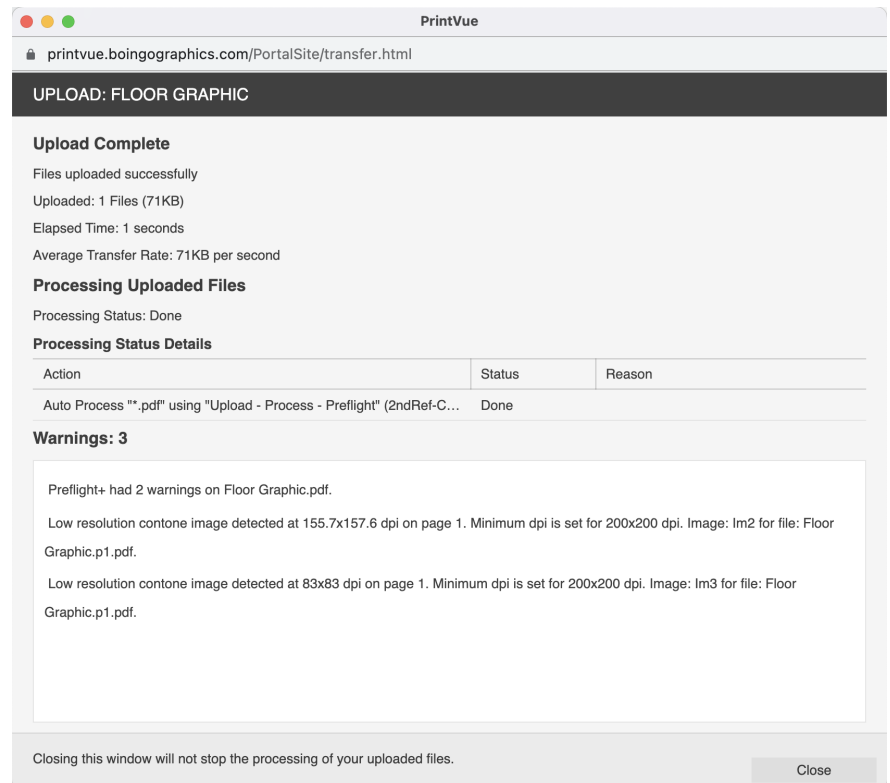 PrintVue
printvue.boingographics.com/PortalSite/transfer.html
UPLOAD: FLOOR GRAPHIC
Upload Complete
Files uploaded successfully
Uploaded: 1 Files (71KB)
Elapsed Time: 1 seconds
Average Transfer Rate: 71KB per second
Processing Uploaded Files
Processing Status: Done
Processing Status Details
Action Status Reason
Auto Process "*.pdf" using "Upload - Process - Preflight" (2ndRef-C... Done
Warnings: 3
Preflight+ had 2 warnings on Floor Graphic.pdf.
Low resolution contone image detected at 155.7x157.6 dpi on page 1. Minimum dpi is set for 200x200 dpi. Image: Im2 for file: Floor
Graphic.p1.pdf.
Low resolution contone image detected at 83x83 dpi on page 1. Minimum dpi is set for 200x200 dpi. Image: Im3 for file: Floor
Graphic.p1.pdf.
Closing this window will not stop the processing of your uploaded files.
Close